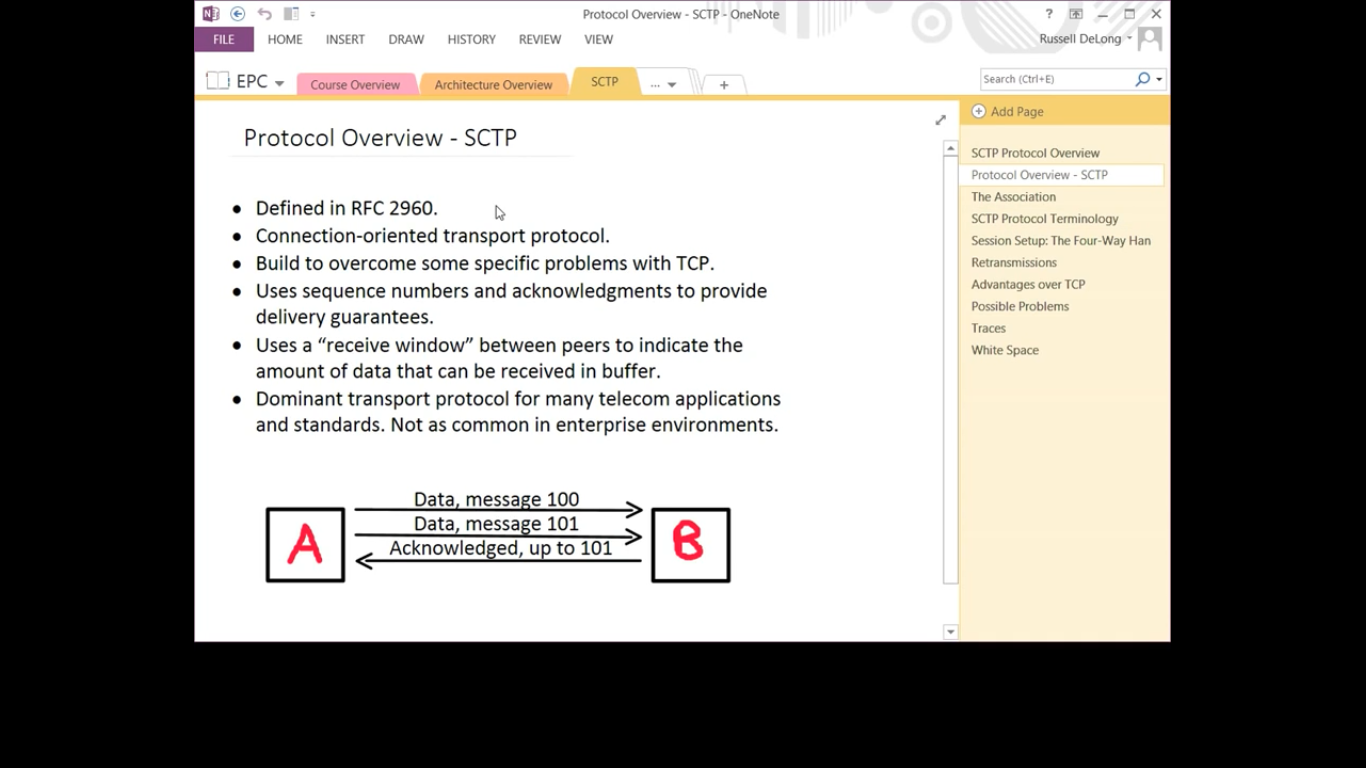 Protocol Overview - SCTP - OneNote
?
FILE HOME INSERT DRAW HISTORY REVIEW VIEW
Russell DeLong
EPC
Course Overview
Architecture Overview
SCTP
...
+
Search (Ctrl+E)
Protocol Overview - SCTP
• Defined in RFC 2960.
• Connection-oriented transport protocol.
• Build to overcome some specific problems with TCP.
• Uses sequence numbers and acknowledgments to provide
delivery guarantees.
• Uses a “receive window” between peers to indicate the
amount of data that can be received in buffer.
• Dominant transport protocol for many telecom applications
and standards. Not as common in enterprise environments.
A
Data, message 100
Data, message 101
Acknowledged, up to 101
B
Add Page
SCTP Protocol Overview
Protocol Overview - SCTP
The Association
SCTP Protocol Terminology
Session Setup: The Four-Way Han
Retransmissions
Advantages over TCP
Possible Problems
Traces
White Space